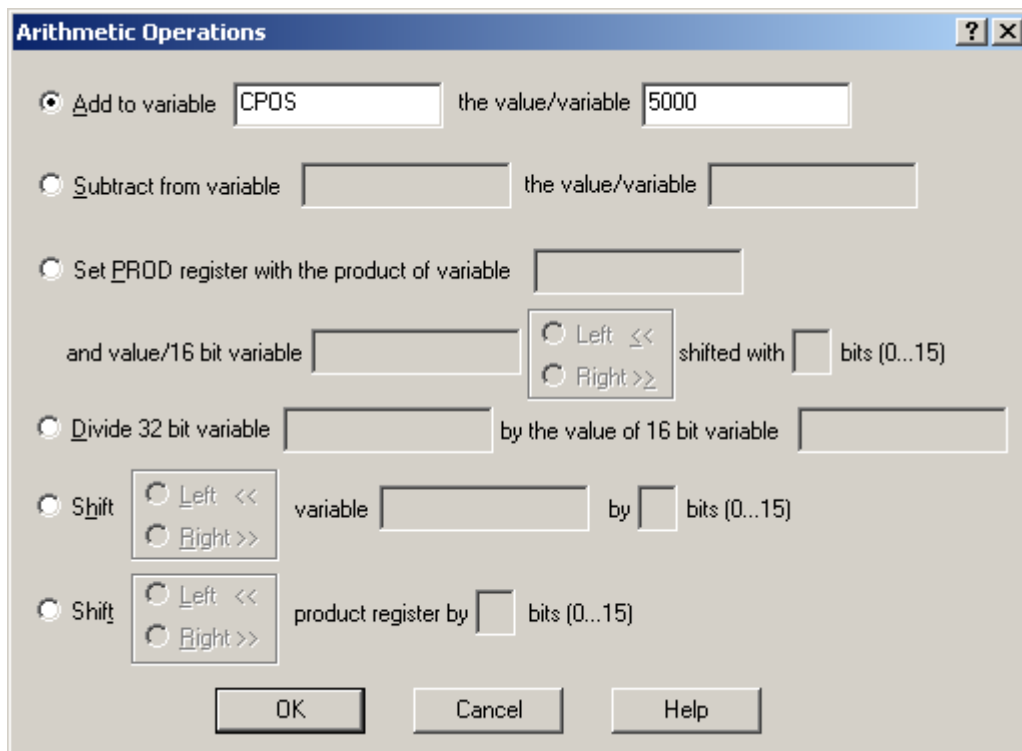 Arithmetic Operations
Add to variable CPOS the value/variable 5000
Subtract from variable the value/variable
Set PROD register with the product of variable
and value/16 bit variable Left << shifted with bits (0...15)
Right >>
Divide 32 bit variable by the value of 16 bit variable
Shift Left << variable by bits (0...15)
Right >>
Shift Left << product register by bits (0...15)
Right >>
OK Cancel Help